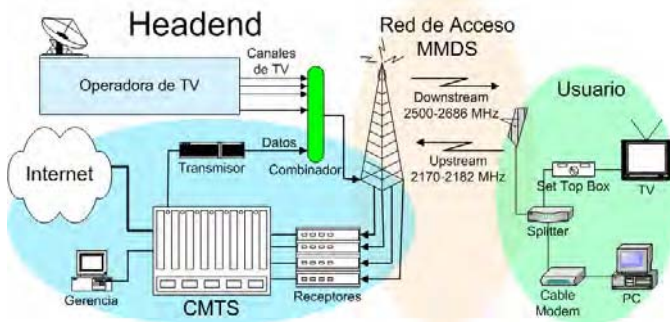 Headend
Canales
de TV
Operadora de TV
Red de Acceso
MMDS
Downstream
2500-2686 MHz
Upstream
2170-2182 MHz
Usuario
Internet
Transmisor
Datos
Combinador
Set Top Box
TV
Splitter
Gerencia
CMTS
Receptores
Cable
Modem
PC